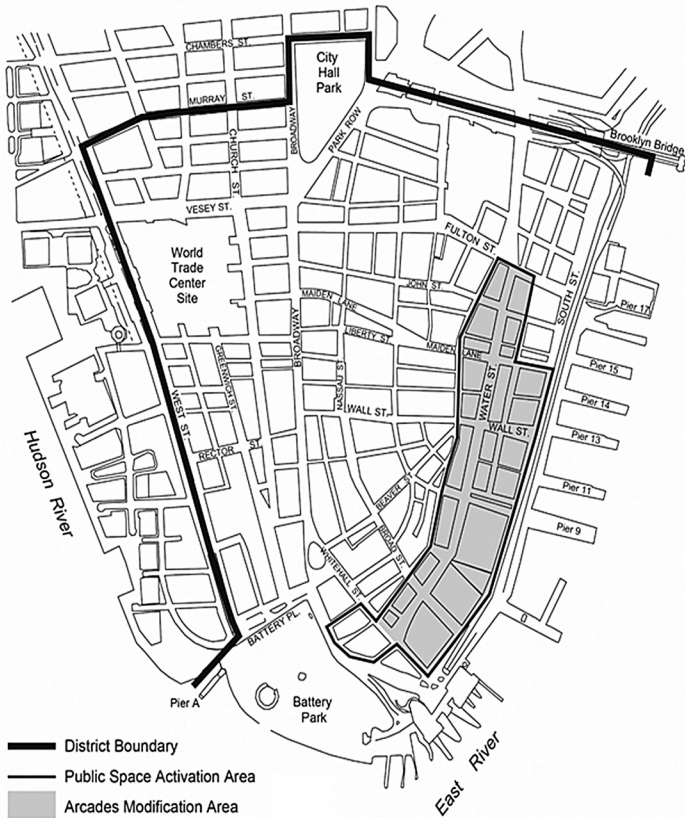 CHAMBERS ST.
City
Hall
Park
MURRAY ST.
BROADWAY
PARK ROW
CHURCH ST.
Brooklyn Bridge
VESEY ST.
FULTON ST.
World
Trade
Center
Site
JOHN ST
SOUTH ST.
MAIDEN LANE
Pier 17
BROADWAY
LIBERTY ST.
MAIDEN LANE
GREENWICH ST.
NASSAU ST
WATER ST.
Pier 15
WEST ST.
WALL ST.
Pier 14
WALL ST.
Pier 13
RECTOR ST.
Hudson River
BEAVER ST.
Pier 11
BROAD ST.
Pier 9
WHITEHALL ST.
BATTERY PL.
Pier A
Battery
Park
East River
District Boundary
Public Space Activation Area
Arcades Modification Area